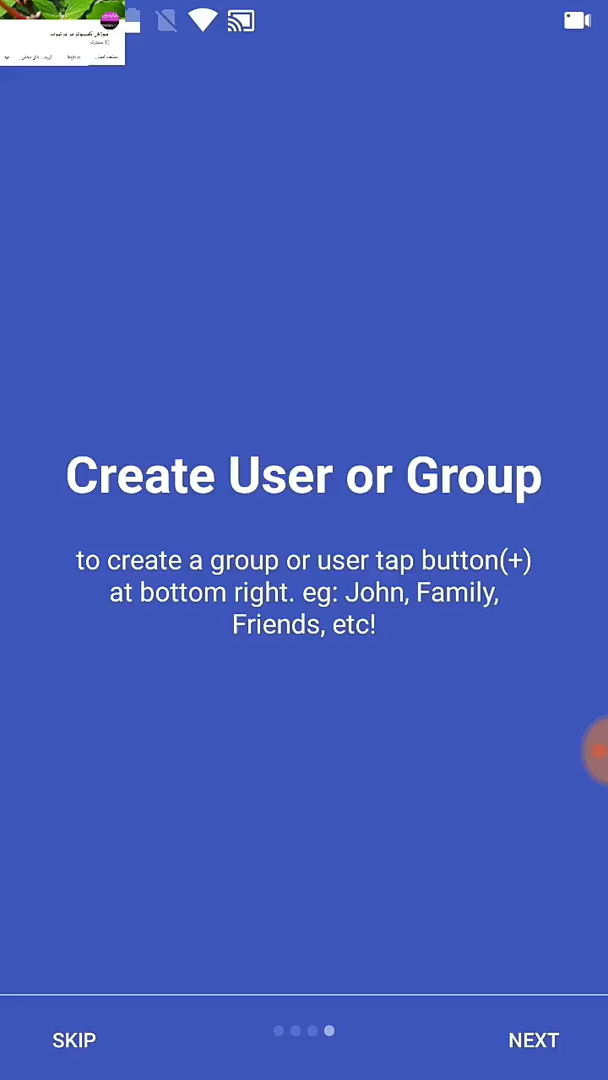 Create User or Group
to create a group or user tap button(+)
at bottom right. eg: John, Family,
Friends, etc!
SKIP
NEXT